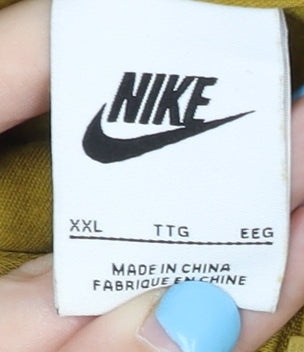 NIKE
XXL TTG EEG
MADE IN CHINA
FABRIQUE EN CHINE